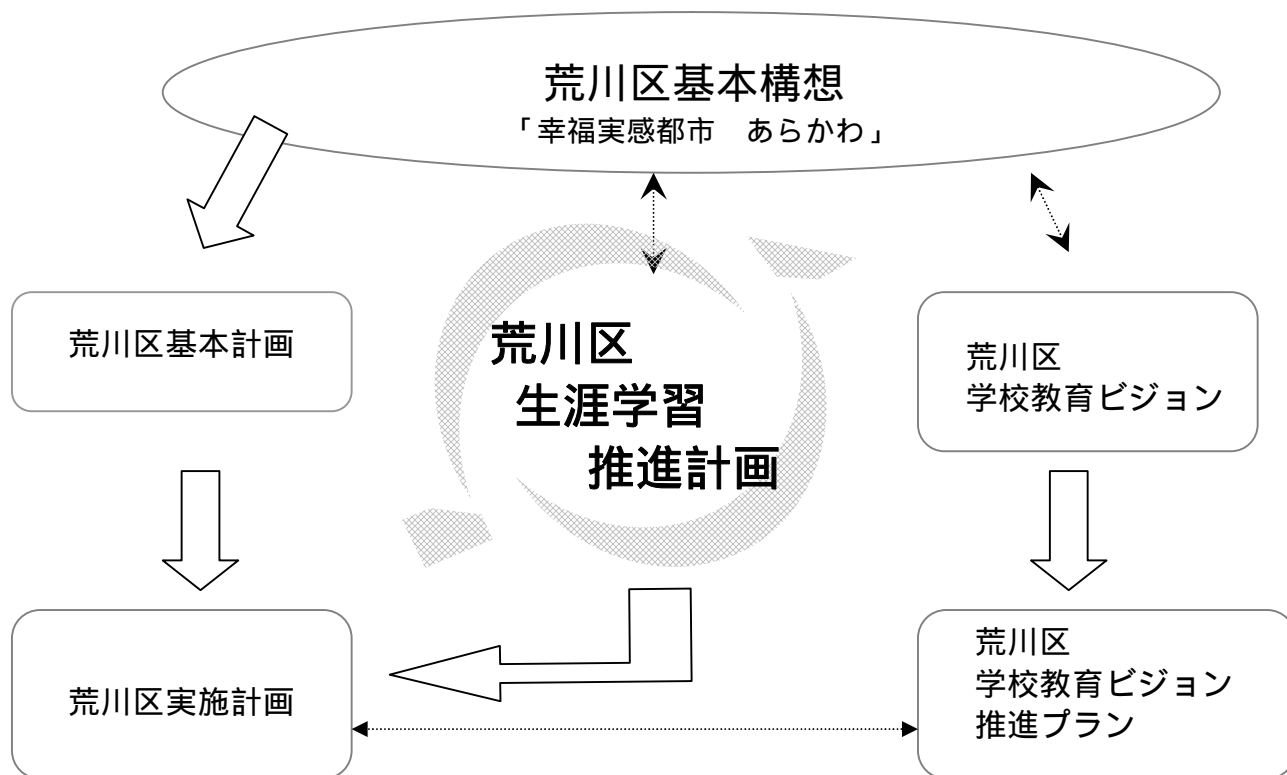 荒川区基本構想
「幸福実感都市　あらかわ」
荒川区基本計画
荒川区
生涯学習
推進計画
荒川区
学校教育ビジョン
荒川区実施計画
荒川区
学校教育ビジョン
推進プラン